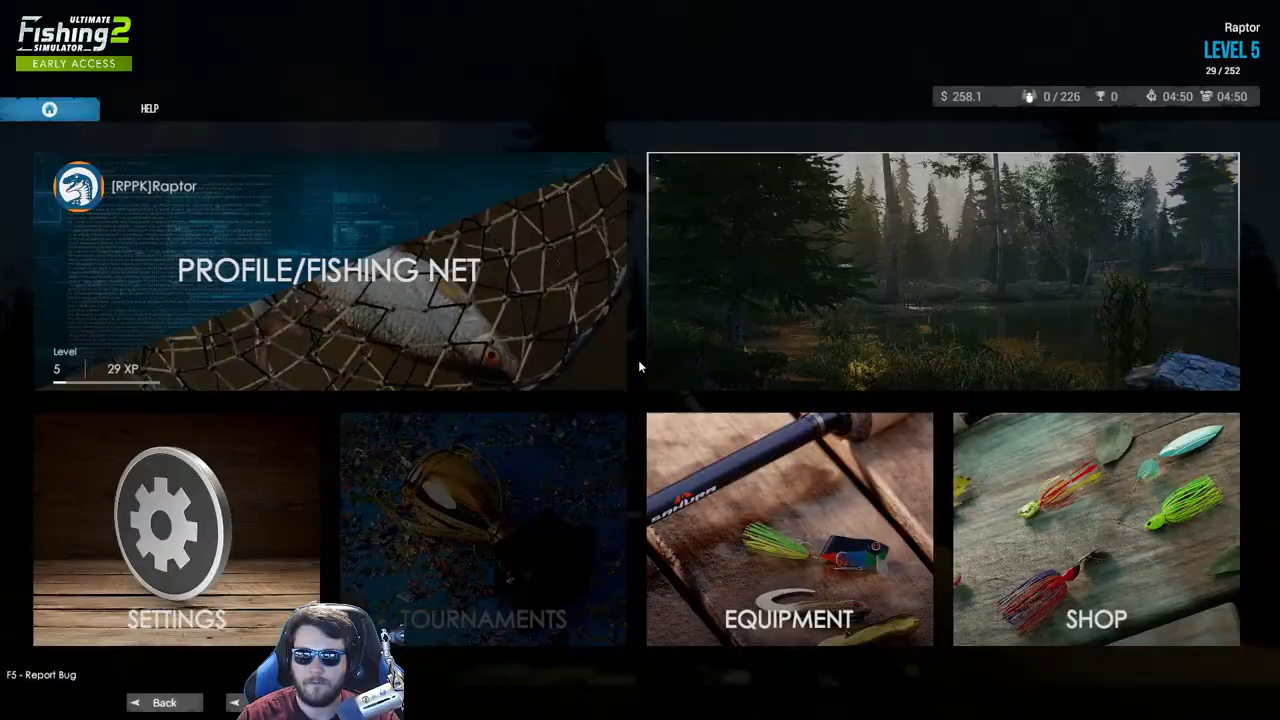 ULTIMATE
Fishing 2
SIMULATOR
EARLY ACCESS
Raptor
LEVEL 5
29 / 252
HELP
$ 258.1
0 / 226
0
04:50
04:50
[RPPK]Raptor
PROFILE/FISHING NET
Level
5
29 XP
SAKURA
SETTINGS
TOURNAMENTS
EQUIPMENT
SHOP
F5 - Report Bug
Back